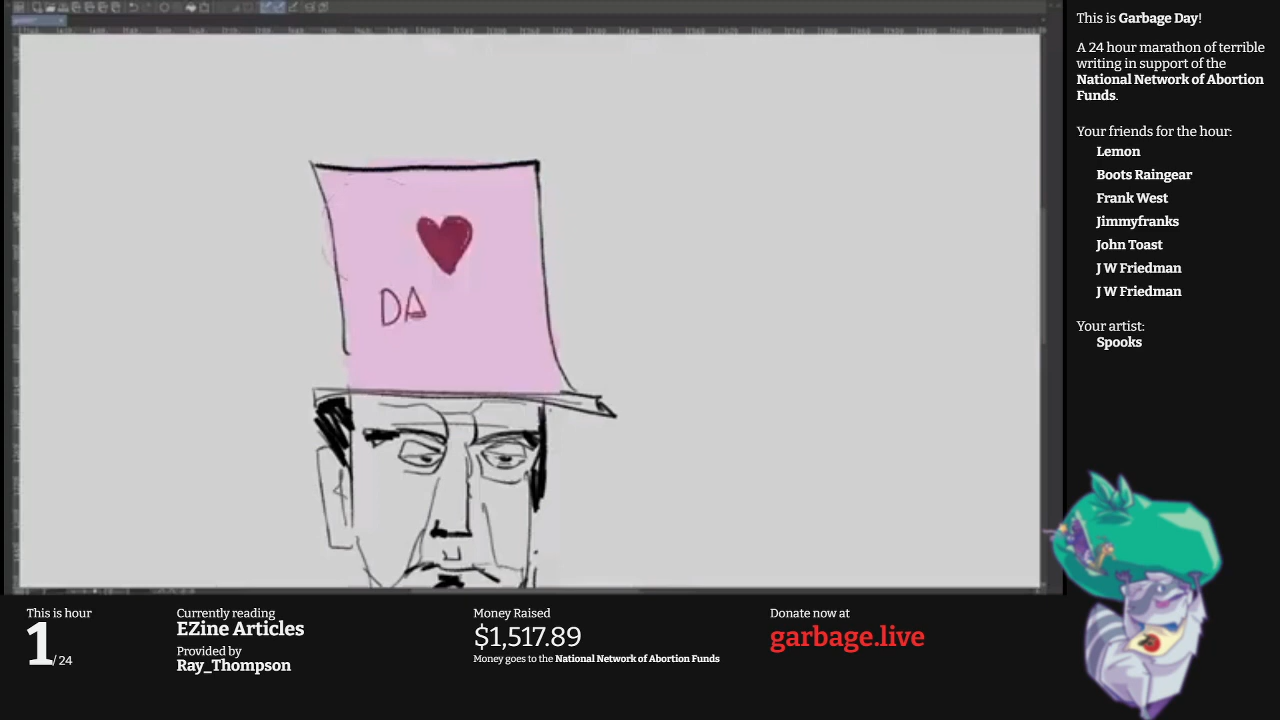 DA
This is Garbage Day!
A 24 hour marathon of terrible
writing in support of the
National Network of Abortion
Funds.
Your friends for the hour:
Lemon
Boots Raingear
Frank West
Jimmyfranks
John Toast
J W Friedman
J W Friedman
Your artist:
Spooks
This is hour
1/ 24
Currently reading
EZine Articles
Provided by
Ray_Thompson
Money Raised
$1,517.89
Money goes to the National Network of Abortion Funds
Donate now at
garbage.live